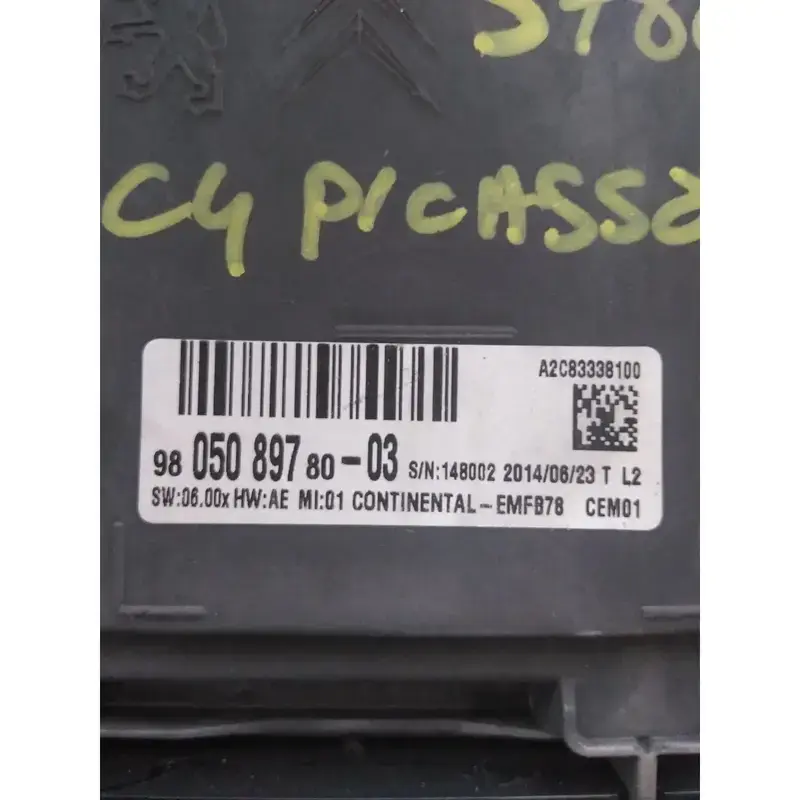 C4 PICASSO
A2C83338100
98 050 897 80-03 S/N:148002 2014/06/23 T L2
SW:06.00x HW:AE MI:01 CONTINENTAL-EMFB78 CEM01